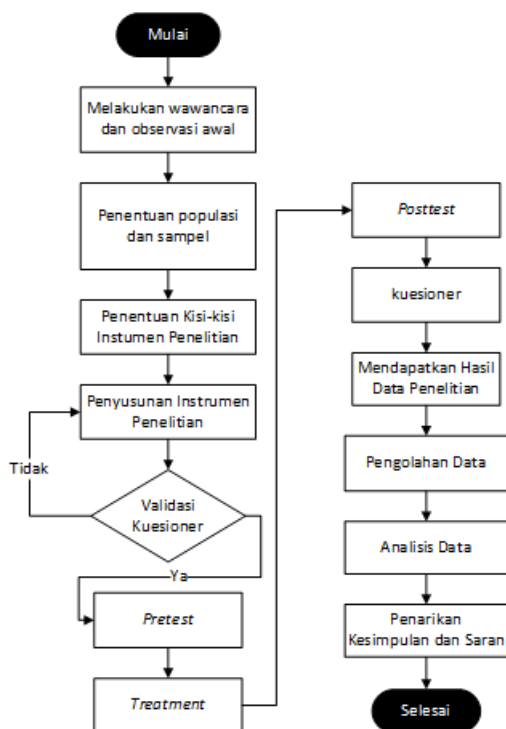 Mulai
Melakukan wawancara
dan observasi awal
Penentuan populasi
dan sampel
Penentuan Kisi-kisi
Instumen Penelitian
Penyusunan Instrumen
Penelitian
Tidak
Validasi
Kuesioner
Ya
Pretest
Treatment
Posttest
kuesioner
Mendapatkan Hasil
Data Penelitian
Pengolahan Data
Analisis Data
Penarikan
Kesimpulan dan Saran
Selesai